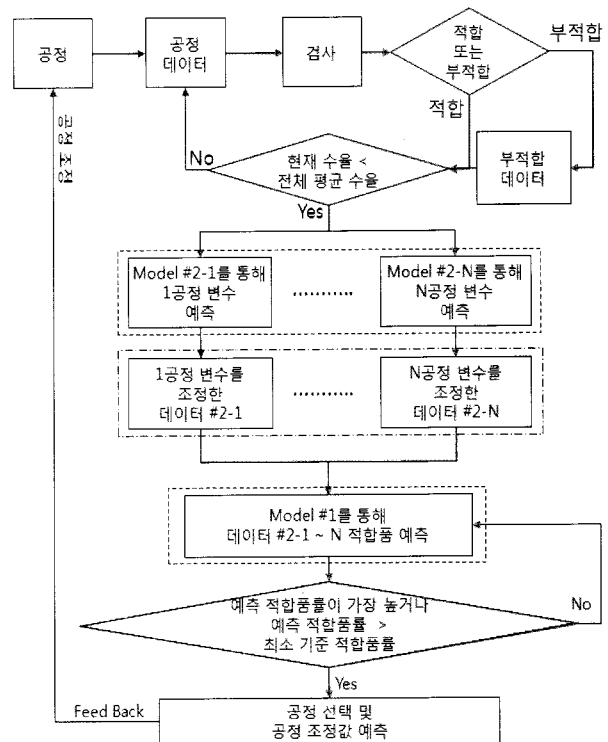 공정
공정
데이터
검사
적합
또는
부적합
부적합
적합
부적합
데이터
공정 조정
No
현재 수율 <
전체 평균 수율
Yes
Model #2-1를 통해
1공정 변수
예측
...........
Model #2-N를 통해
N공정 변수
예측
1공정 변수를
조정한
데이터 #2-1
...........
N공정 변수를
조정한
데이터 #2-N
Model #1를 통해
데이터 #2-1 ~ N 적합품 예측
예측 적합품률이 가장 높거나
예측 적합품률 >
최소 기준 적합품률
No
Yes
Feed Back
공정 선택 및
공정 조정값 예측